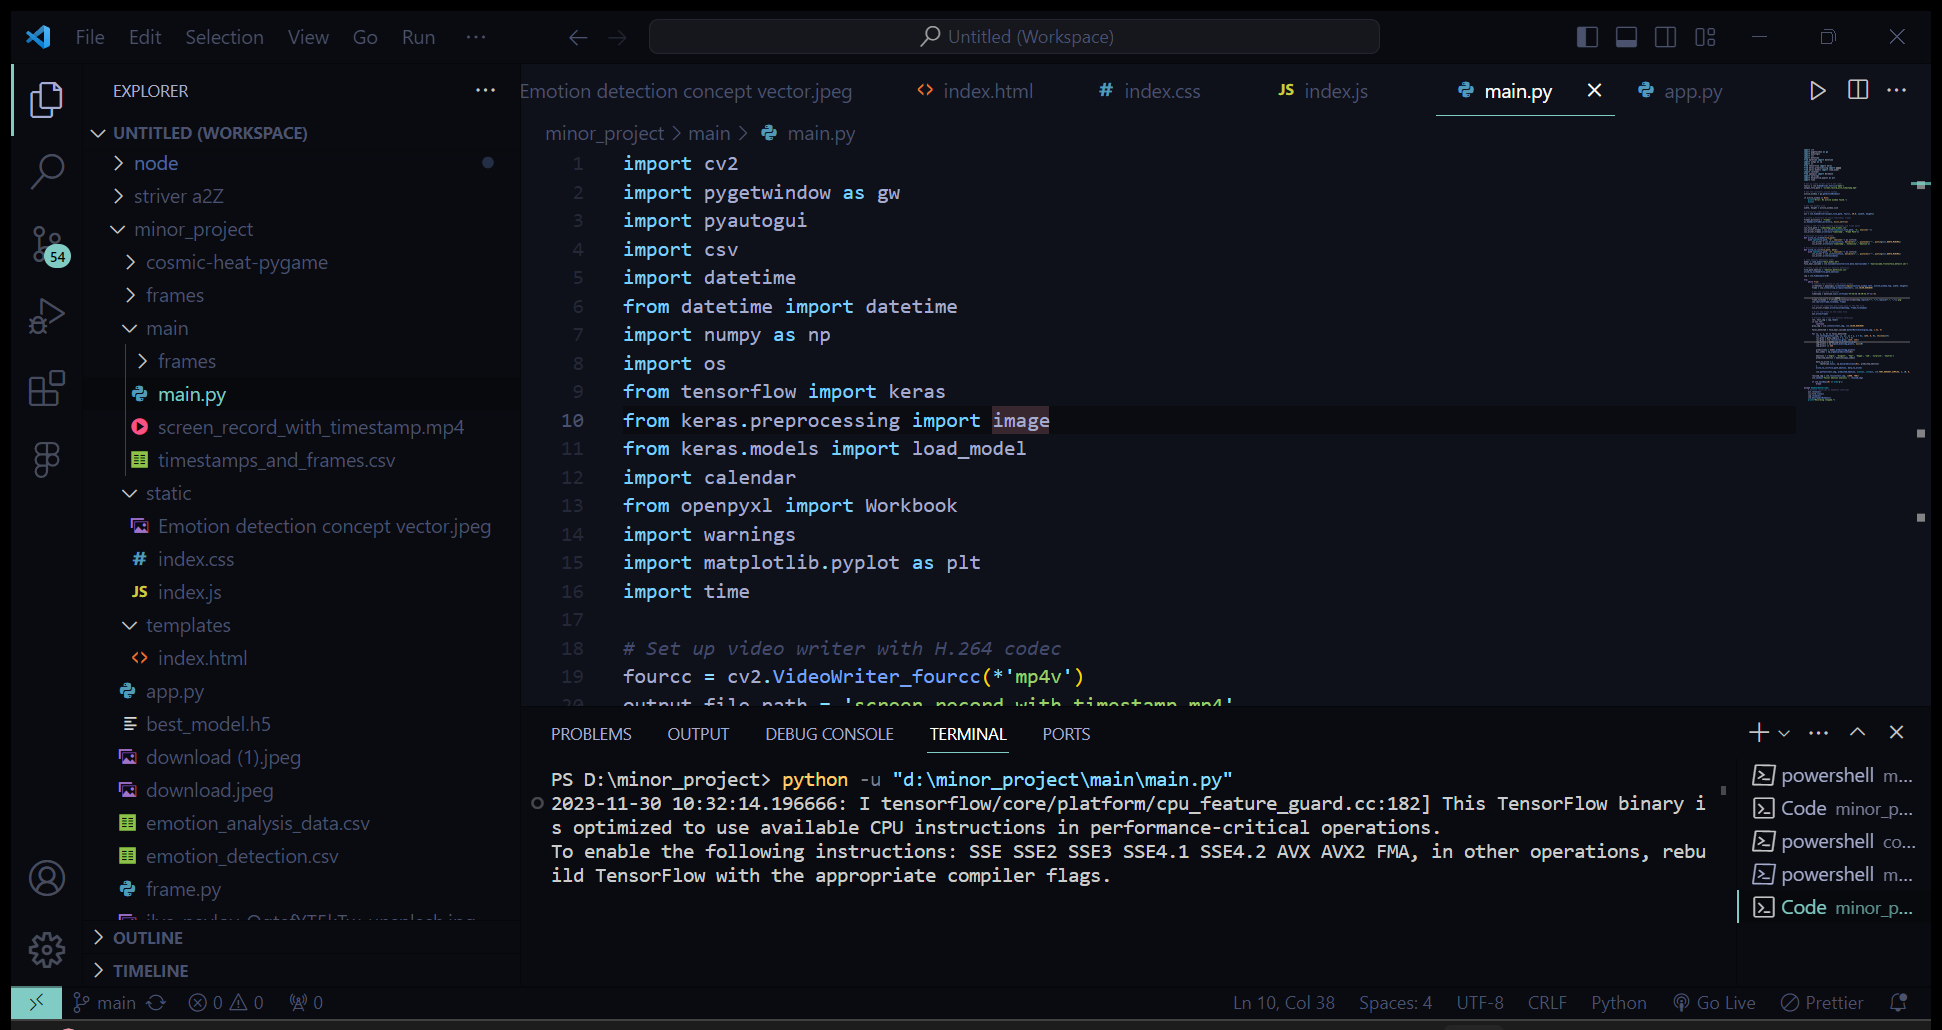 File Edit Selection View Go Run ···
Untitled (Workspace)
EXPLORER
UNTITLED (WORKSPACE)
node
striver a2Z
minor_project
cosmic-heat-pygame
frames
main
frames
main.py
screen_record_with_timestamp.mp4
timestamps_and_frames.csv
static
Emotion detection concept vector.jpeg
# index.css
JS index.js
templates
<> index.html
app.py
best_model.h5
download (1).jpeg
download.jpeg
emotion_analysis_data.csv
emotion_detection.csv
frame.py
OUTLINE
TIMELINE
54
Emotion detection concept vector.jpeg <> index.html # index.css JS index.js main.py app.py
minor_project > main > main.py
1 import cv2
2 import pygetwindow as gw
3 import pyautogui
4 import csv
5 import datetime
6 from datetime import datetime
7 import numpy as np
8 import os
9 from tensorflow import keras
10 from keras.preprocessing import image
11 from keras.models import load_model
12 import calendar
13 from openpyxl import Workbook
14 import warnings
15 import matplotlib.pyplot as plt
16 import time
17
18 # Set up video writer with H.264 codec
19 fourcc = cv2.VideoWriter_fourcc(*'mp4v')
20 output_file_path = 'screen_record_with_timestamp.mp4'
PROBLEMS OUTPUT DEBUG CONSOLE TERMINAL PORTS
PS D:\minor_project> python -u "d:\minor_project\main\main.py"
2023-11-30 10:32:14.196666: I tensorflow/core/platform/cpu_feature_guard.cc:182] This TensorFlow binary i
s optimized to use available CPU instructions in performance-critical operations.
To enable the following instructions: SSE SSE2 SSE3 SSE4.1 SSE4.2 AVX AVX2 FMA, in other operations, rebu
ild TensorFlow with the appropriate compiler flags.
powershell m...
Code minor_p...
powershell co...
powershell m...
Code minor_p...
main 0 0 0
Ln 10, Col 38 Spaces: 4 UTF-8 CRLF Python Go Live Prettier